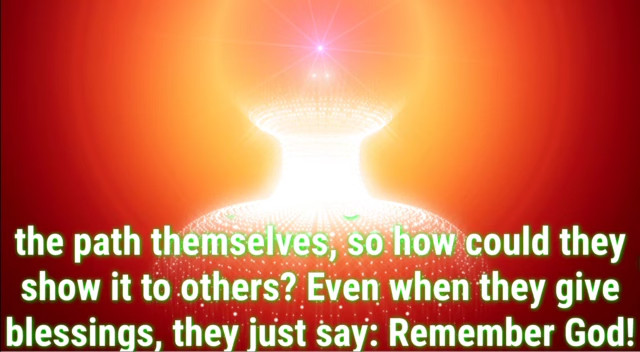 the path themselves, so how could they
show it to others? Even when they give
blessings, they just say: Remember God!